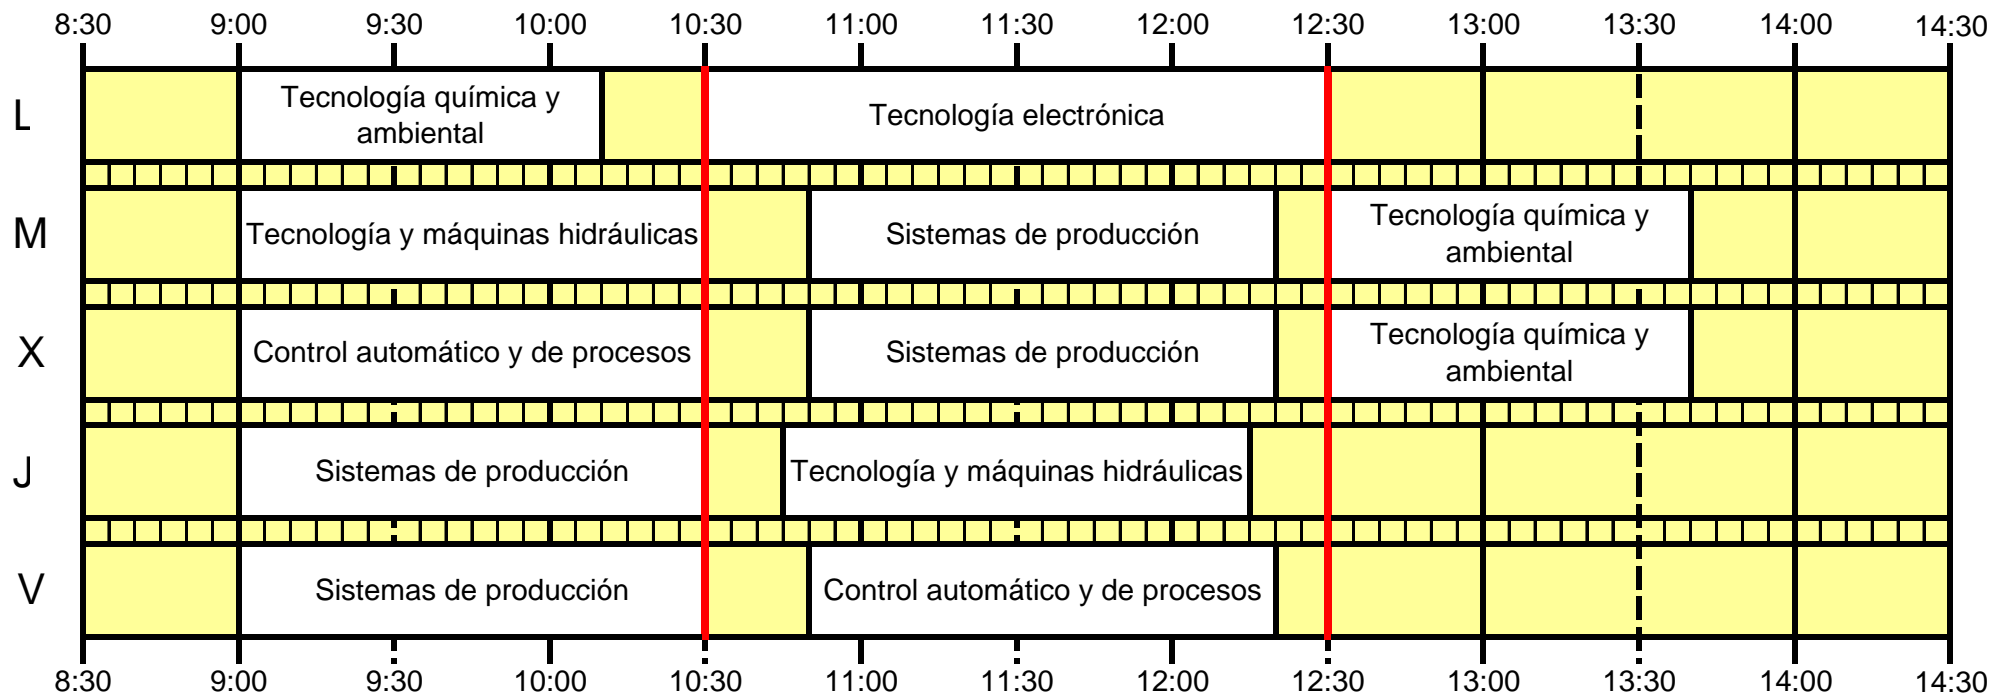 8:30 9:00 9:30 10:00 10:30 11:00 11:30 12:00 12:30 13:00 13:30 14:00 14:30
L
Tecnología química y
ambiental
Tecnología electrónica
M
Tecnología y máquinas hidráulicas
Sistemas de producción
Tecnología química y
ambiental
X
Control automático y de procesos
Sistemas de producción
Tecnología química y
ambiental
J
Sistemas de producción
Tecnología y máquinas hidráulicas
V
Sistemas de producción
Control automático y de procesos
8:30 9:00 9:30 10:00 10:30 11:00 11:30 12:00 12:30 13:00 13:30 14:00 14:30